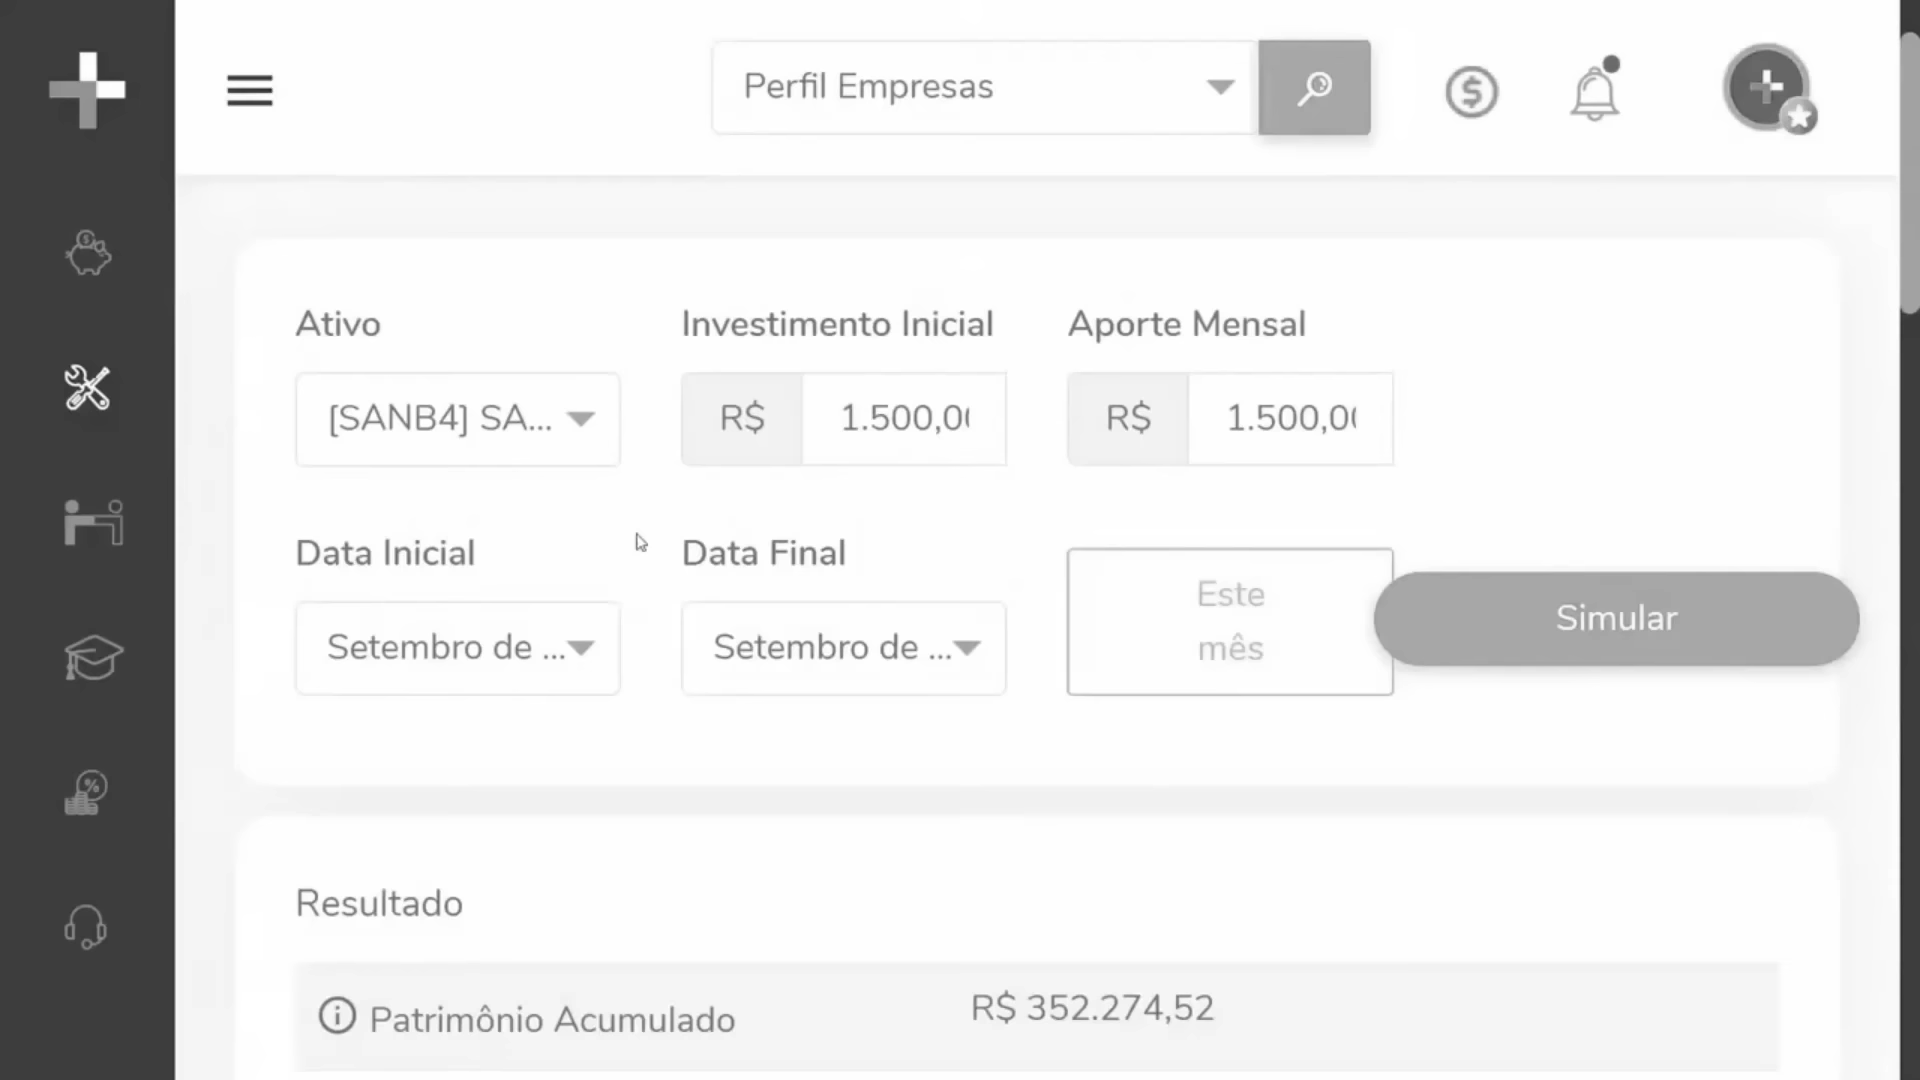 Perfil Empresas
Ativo
Investimento Inicial
Aporte Mensal
[SANB4] SA...
R$ 1.500,0
R$ 1.500,0
Data Inicial
Data Final
Setembro de ...
Setembro de ...
Este
mês
Simular
Resultado
Patrimônio Acumulado
R$ 352.274,52